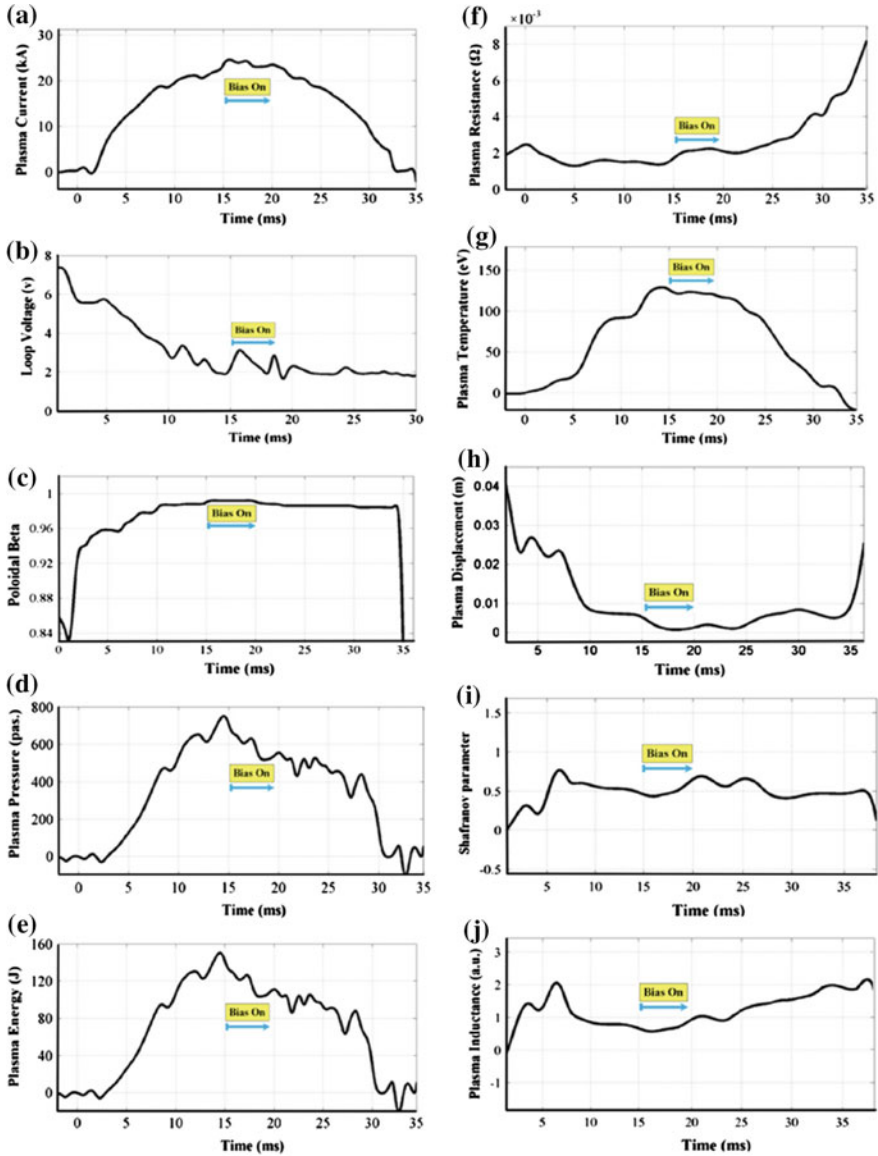 (a)
30
20
10
0
Plasma Current (kA)
Bias On
0 5 10 15 20 25 30 35
Time (ms)
(b)
8
6
4
2
0
Loop Voltage (v)
Bias On
0 5 10 15 20 25 30
Time (ms)
(c)
1
0.96
0.92
0.88
0.84
Poloidal Beta
Bias On
0 5 10 15 20 25 30 35
Time (ms)
(d)
800
600
400
200
0
Plasma Pressure (pas.)
Bias On
0 5 10 15 20 25 30 35
Time (ms)
(e)
160
120
80
40
0
Plasma Energy (J)
Bias On
0 5 10 15 20 25 30 35
Time (ms)
(f)
×10⁻³
8
6
4
2
0
Plasma Resistance (Ω)
Bias On
0 5 10 15 20 25 30 35
Time (ms)
(g)
150
100
50
0
Plasma Temperature (eV)
Bias On
0 5 10 15 20 25 30 35
Time (ms)
(h)
0.04
0.03
0.02
0.01
0
Plasma Displacement (m)
Bias On
5 10 15 20 25 30 35
Time (ms)
(i)
1.5
1
0.5
0
-0.5
Shafranov parameter
Bias On
5 10 15 20 25 30 35
Time (ms)
(j)
3
2
1
0
-1
Plasma Inductance (a.u.)
Bias On
5 10 15 20 25 30 35
Time (ms)